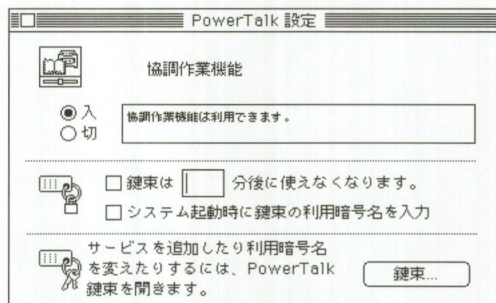 PowerTalk 設定
協調作業機能
入
切
協調作業機能は利用できます。
鍵束は 分後に使えなくなります。
システム起動時に鍵束の利用暗号名を入力
サービスを追加したり利用暗号名
を変えたりするには、PowerTalk
鍵束を開きます。
鍵束...